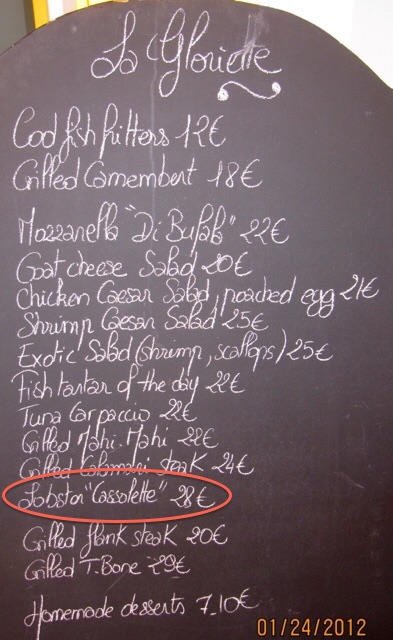 La Gloriette
Cod fish fritters 12€
Grilled Camembert 18€
Mozzarella "Di Bufala" 22€
Goat cheese Salad 20€
Chicken Caesar Salad, poached egg 21€
Shrimp Caesar Salad 25€
Exotic Salad (shrimp, scallops) 25€
Fish tartar of the day 22€
Tuna Carpaccio 22€
Grilled Mahi-Mahi 22€
Grilled Kalamari steak 24€
Lobster "Cassolette" 28€
Grilled flank steak 20€
Grilled T.Bone 29€
Homemade desserts 7_10€
01/24/2012